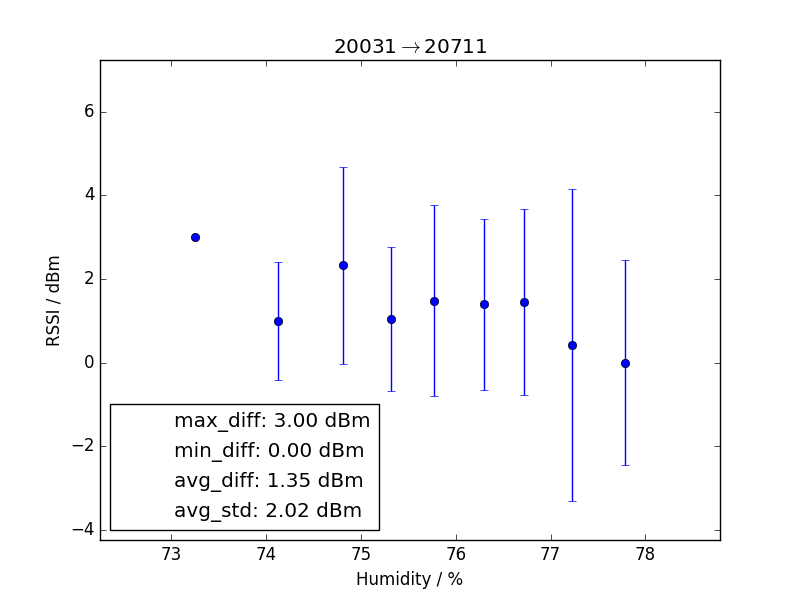 20031→20711
6
4
2
0
−2
−4
RSSI / dBm
max_diff: 3.00 dBm
min_diff: 0.00 dBm
avg_diff: 1.35 dBm
avg_std: 2.02 dBm
73 74 75 76 77 78
Humidity / %